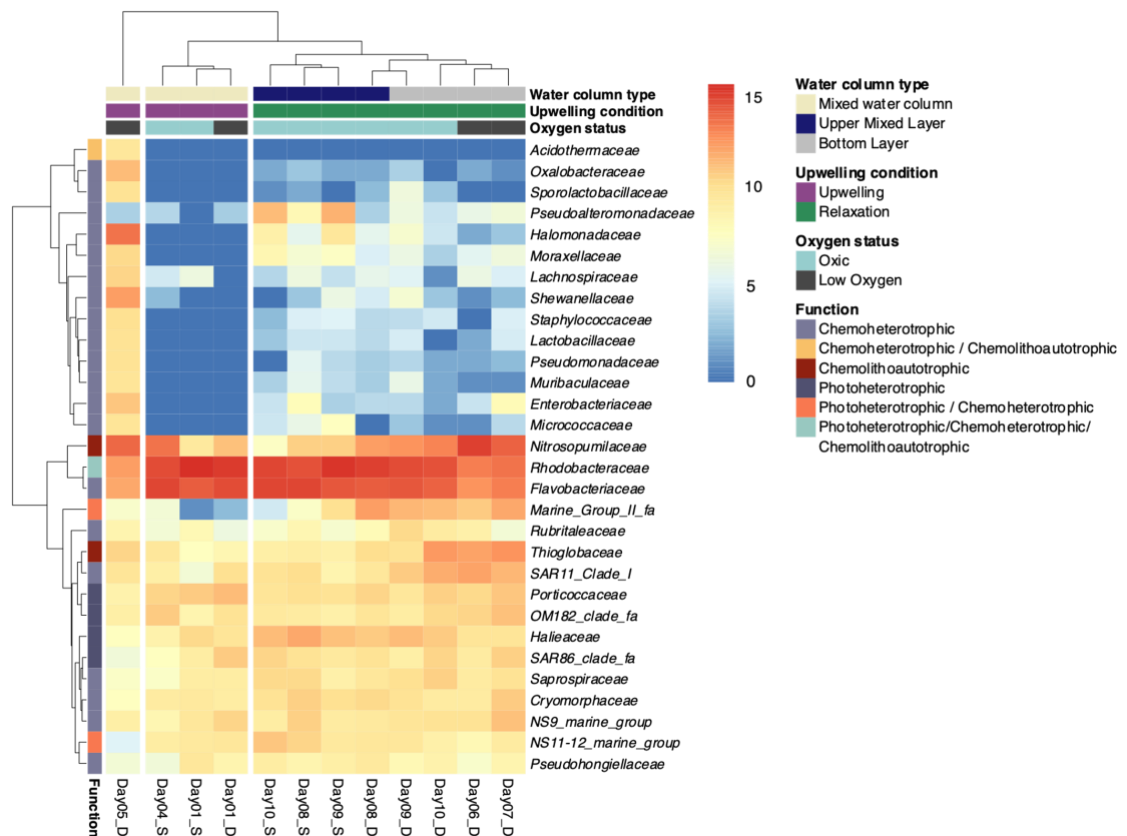 Water column type
Upwelling condition
Oxygen status
Acidothermaceae
Oxalobacteraceae
Sporolactobacillaceae
Pseudoalteromonadaceae
Halomonadaceae
Moraxellaceae
Lachnospiraceae
Shewanellaceae
Staphylococcaceae
Lactobacillaceae
Pseudomonadaceae
Muribaculaceae
Enterobacteriaceae
Micrococcaceae
Nitrosopumilaceae
Rhodobacteraceae
Flavobacteriaceae
Marine_Group_II_fa
Rubritaleaceae
Thioglobaceae
SAR11_Clade_I
Porticoccaceae
OM182_clade_fa
Halieaceae
SAR86_clade_fa
Saprospiraceae
Cryomorphaceae
NS9_marine_group
NS11-12_marine_group
Pseudohongiellaceae
Function
Day05_D
Day04_S
Day01_S
Day01_D
Day10_S
Day08_S
Day09_S
Day08_D
Day09_D
Day10_D
Day06_D
Day07_D
15
10
5
0
Water column type
Mixed water column
Upper Mixed Layer
Bottom Layer
Upwelling condition
Upwelling
Relaxation
Oxygen status
Oxic
Low Oxygen
Function
Chemoheterotrophic
Chemoheterotrophic / Chemolithoautotrophic
Chemolithoautotrophic
Photoheterotrophic
Photoheterotrophic / Chemoheterotrophic
Photoheterotrophic/Chemoheterotrophic/
Chemolithoautotrophic